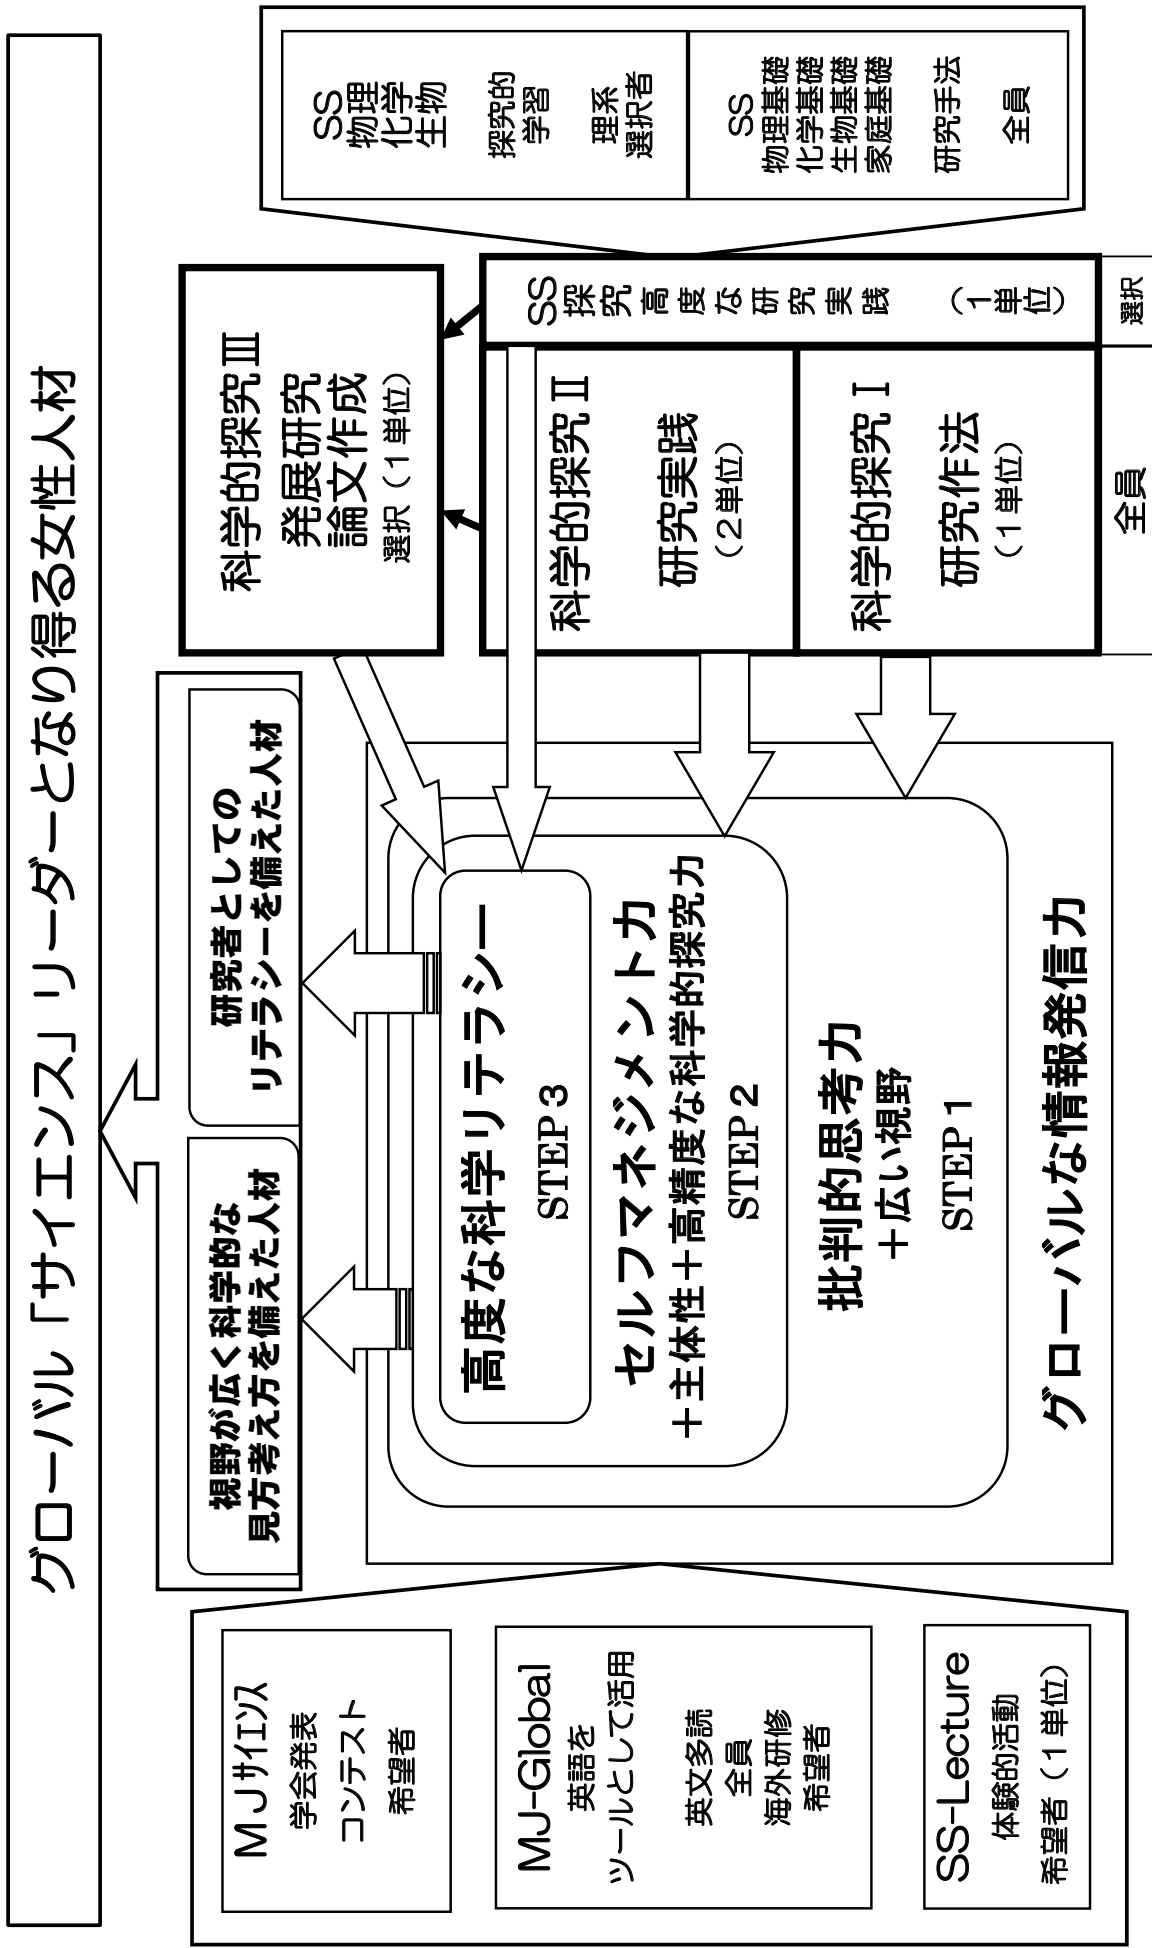 グローバル「サイエンス」リーダーとなり得る女性人材
視野が広く科学的な
見方考え方を備えた人材
研究者としての
リテラシーを備えた人材
ＭＪサイエンス
学会発表
コンテスト
希望者
MJ-Global
英語を
ツールとして活用
英文多読
全員
海外研修
希望者
SS-Lecture
体験的活動
希望者（１単位）
高度な科学リテラシー
STEP３
セルフマネジメント力
＋主体性＋高精度な科学的探究力
STEP２
批判的思考力
＋広い視野
STEP１
グローバルな情報発信力
科学的探究Ⅲ
発展研究
論文作成
選択（１単位）
科学的探究Ⅱ
研究実践
（２単位）
科学的探究Ⅰ
研究作法
（１単位）
全員
SS探究高度な研究実践 （１単位）
選択
SS
物理
化学
生物
探究的
学習
理系
選択者
SS
物理基礎
化学基礎
生物基礎
家庭基礎
研究手法
全員